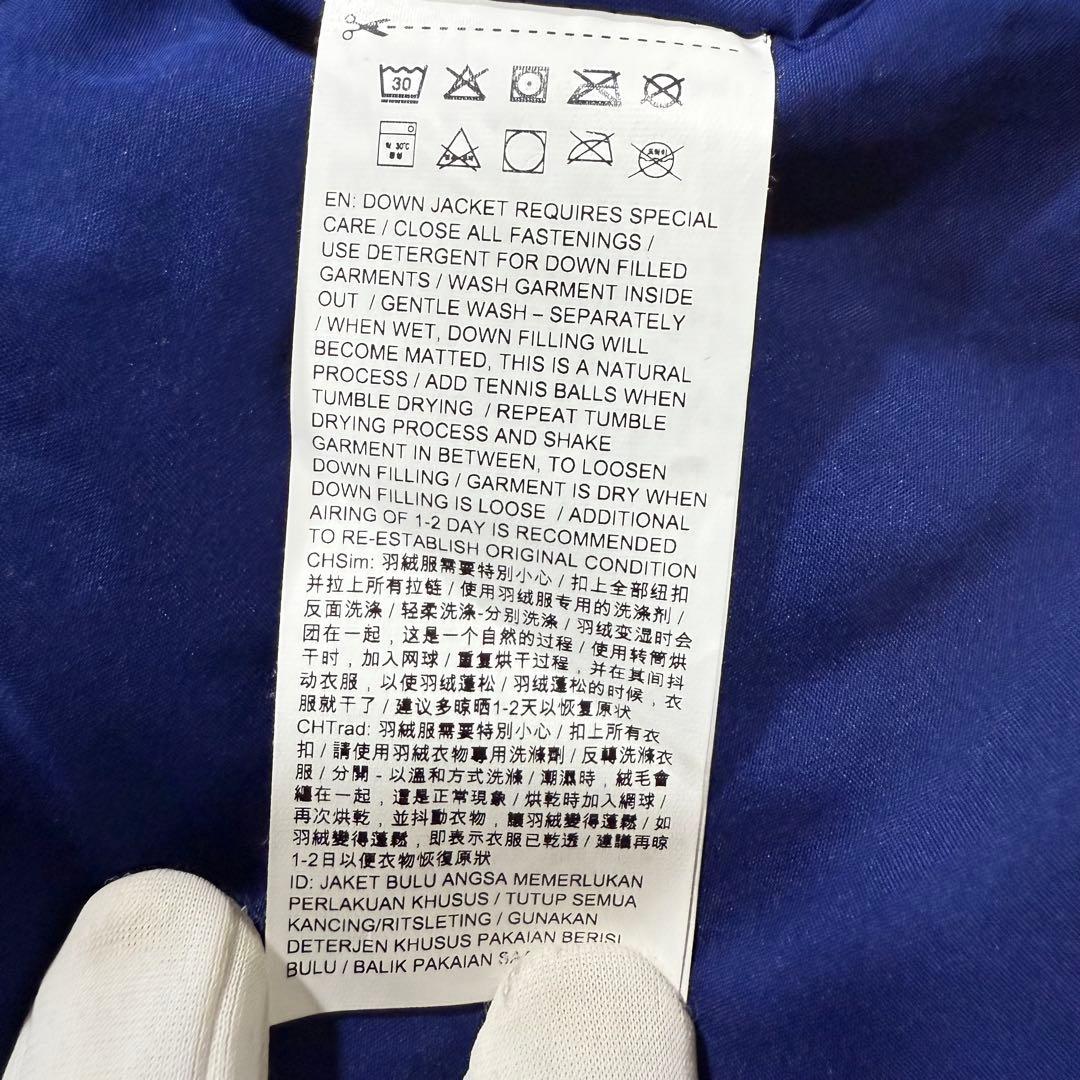 30
약 30℃
중성
드라이
EN: DOWN JACKET REQUIRES SPECIAL
CARE / CLOSE ALL FASTENINGS /
USE DETERGENT FOR DOWN FILLED
GARMENTS / WASH GARMENT INSIDE
OUT / GENTLE WASH – SEPARATELY
/ WHEN WET, DOWN FILLING WILL
BECOME MATTED, THIS IS A NATURAL
PROCESS / ADD TENNIS BALLS WHEN
TUMBLE DRYING / REPEAT TUMBLE
DRYING PROCESS AND SHAKE
GARMENT IN BETWEEN, TO LOOSEN
DOWN FILLING / GARMENT IS DRY WHEN
DOWN FILLING IS LOOSE / ADDITIONAL
AIRING OF 1-2 DAY IS RECOMMENDED
TO RE-ESTABLISH ORIGINAL CONDITION
CHSim: 羽絨服需要特別小心 / 扣上全部纽扣
并拉上所有拉链 / 使用羽绒服专用的洗涤剂 /
反面洗涤 / 轻柔洗涤-分别洗涤 / 羽绒变湿时会
团在一起，这是一个自然的过程 / 使用转筒烘
干时，加入网球 / 重复烘干过程，并在其间抖
动衣服，以使羽绒蓬松 / 羽绒蓬松的时候，衣
服就干了 / 建议多晾晒1-2天以恢复原状
CHTrad: 羽絨服需要特別小心 / 扣上所有衣
扣 / 請使用羽絨衣物專用洗滌劑 / 反轉洗滌衣
服 / 分開 - 以溫和方式洗滌 / 潮濕時，絨毛會
纏在一起，這是正常現象 / 烘乾時加入網球 /
再次烘乾，並抖動衣物，讓羽絨變得蓬鬆 / 如
羽絨變得蓬鬆，即表示衣服已乾透 / 建議再晾
1-2日以便衣物恢復原狀
ID: JAKET BULU ANGSA MEMERLUKAN
PERLAKUAN KHUSUS / TUTUP SEMUA
KANCING/RITSLETING / GUNAKAN
DETERJEN KHUSUS PAKAIAN BERISI
BULU / BALIK PAKAIAN